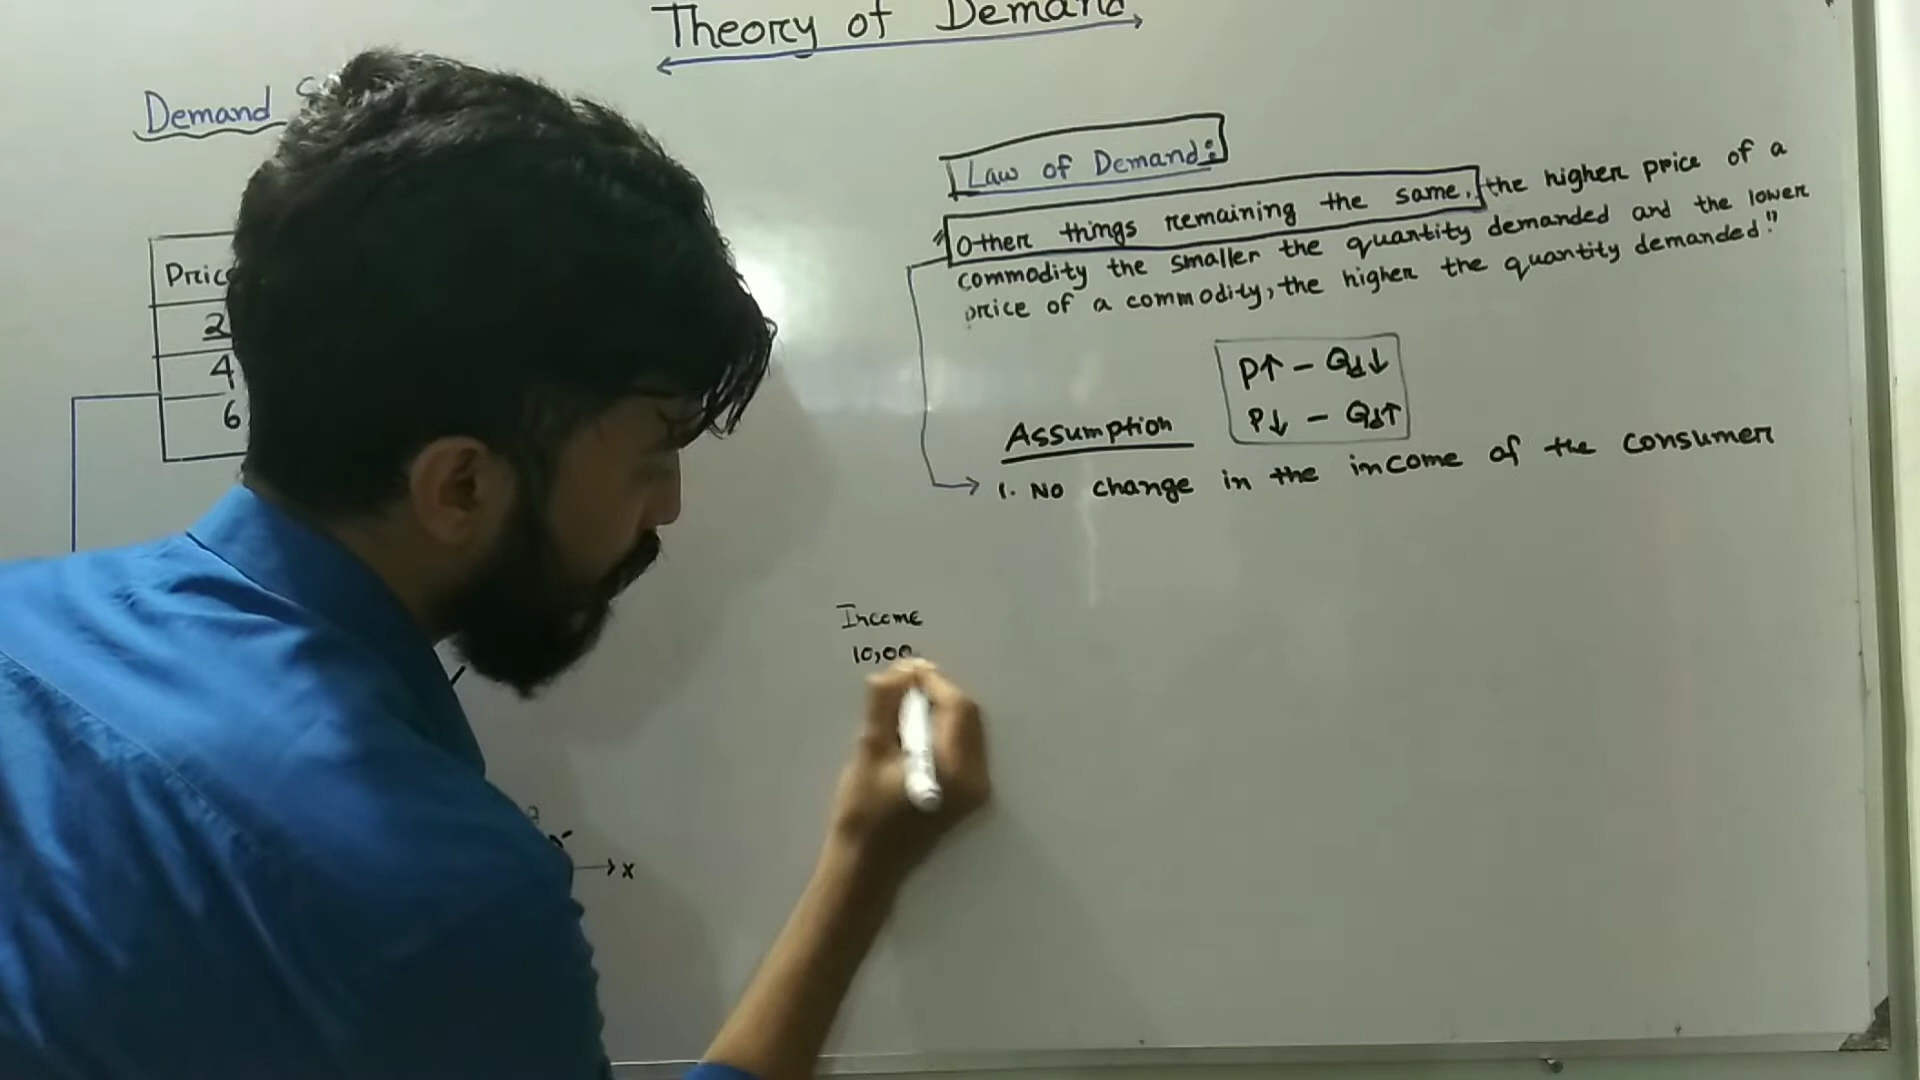 Theory of Demand
Demand
Price
2
4
6
Law of Demand:
"Other things remaining the same, the higher price of a
commodity the smaller the quantity demanded and the lower
price of a commodity, the higher the quantity demanded."
P↑ - Qd↓
P↓ - Qd↑
Assumption
1. No change in the income of the consumer
Income
10,00
→ x